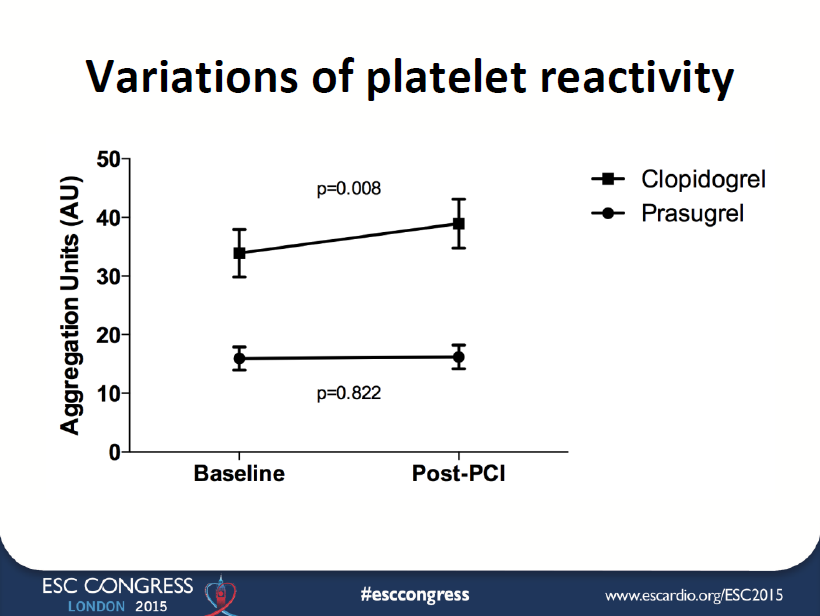 Variations of platelet reactivity
50
40
30
20
10
0
Aggregation Units (AU)
p=0.008
p=0.822
Baseline
Post-PCI
Clopidogrel
Prasugrel
ESC CONGRESS
LONDON 2015
#esccongress
www.escardio.org/ESC2015